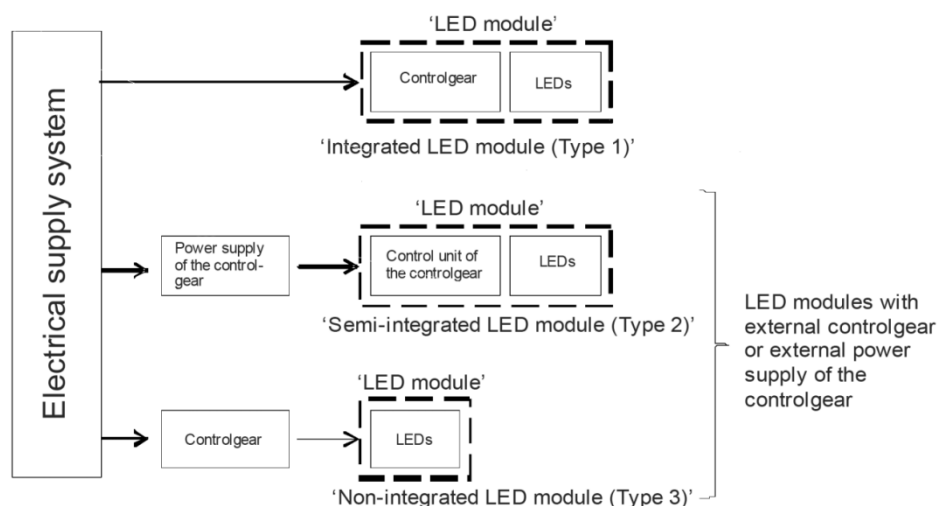 Electrical supply system
‘LED module’
Controlgear
LEDs
‘Integrated LED module (Type 1)’
‘LED module’
Power supply
of the control-
gear
Control unit of
the controlgear
LEDs
‘Semi-integrated LED module (Type 2)’
‘LED module’
Controlgear
LEDs
‘Non-integrated LED module (Type 3)’
LED modules with
external controlgear
or external power
supply of the
controlgear